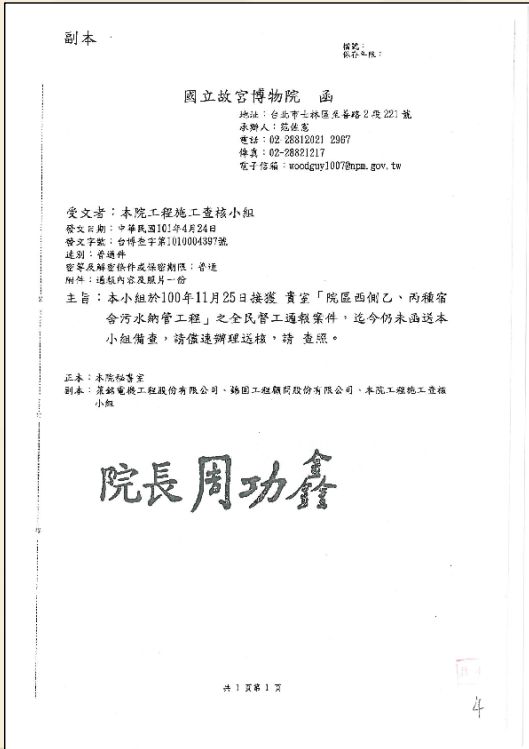 副本
檔號：
保存年限：
國立故宮博物院　函
地址：台北市士林區至善路2段221號
承辦人：范佐憲
電話：02-28812021-2967
傳真：02-28821217
電子信箱：woodguy1007@npm.gov.tw
受文者：本院工程施工查核小組
發文日期：中華民國101年4月24日
發文字號：台博查字第1010004397號
速別：普通件
密等及解密條件或保密期限：普通
附件：通報內容及照片一份
主旨：本小組於100年11月25日接獲 貴室「院區西側乙、丙種宿
舍污水納管工程」之全民督工通報案件，迄今仍未函送本
小組備查，請儘速辦理送核，請 查照。
正本：本院秘書室
副本：萊銘電機工程股份有限公司、錦國工程顧問股份有限公司、本院工程施工查核
小組
院長周功鑫
共 1 頁第 1 頁
4